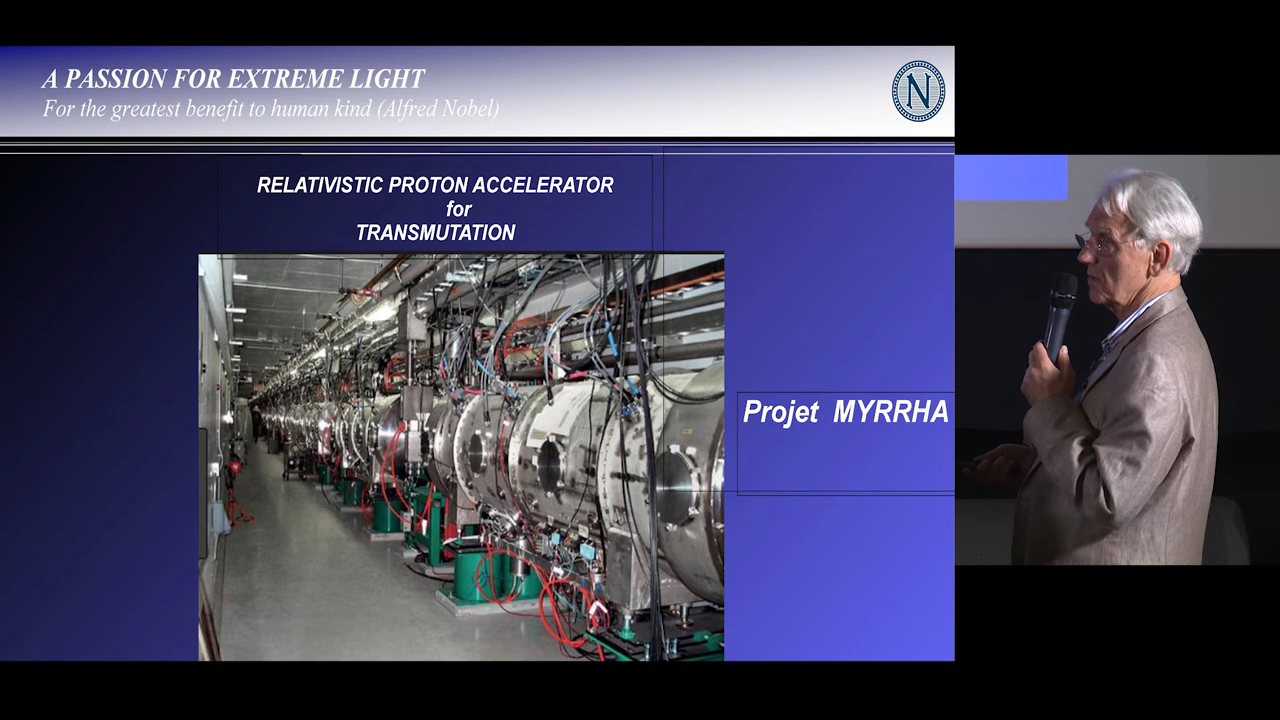 A PASSION FOR EXTREME LIGHT
For the greatest benefit to human kind (Alfred Nobel)
N
RELATIVISTIC PROTON ACCELERATOR
for
TRANSMUTATION
Projet MYRRHA